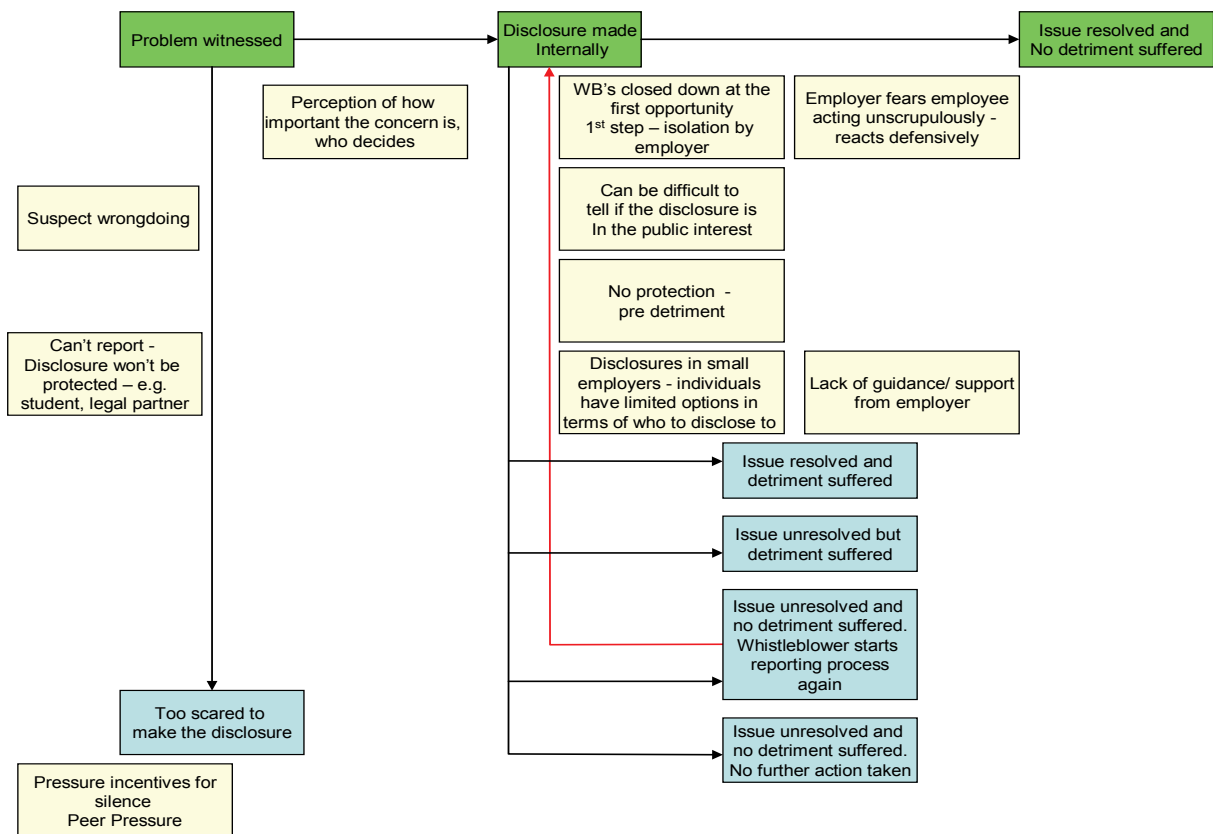 Problem witnessed
Disclosure made
Internally
Issue resolved and
No detriment suffered
Perception of how
important the concern is,
who decides
WB’s closed down at the
first opportunity
1st step – isolation by
employer
Employer fears employee
acting unscrupulously -
reacts defensively
Suspect wrongdoing
Can be difficult to
tell if the disclosure is
In the public interest
No protection -
pre detriment
Can’t report -
Disclosure won’t be
protected – e.g.
student, legal partner
Disclosures in small
employers - individuals
have limited options in
terms of who to disclose to
Lack of guidance/ support
from employer
Issue resolved and
detriment suffered
Issue unresolved but
detriment suffered
Issue unresolved and
no detriment suffered.
Whistleblower starts
reporting process
again
Too scared to
make the disclosure
Issue unresolved and
no detriment suffered.
No further action taken
Pressure incentives for
silence
Peer Pressure